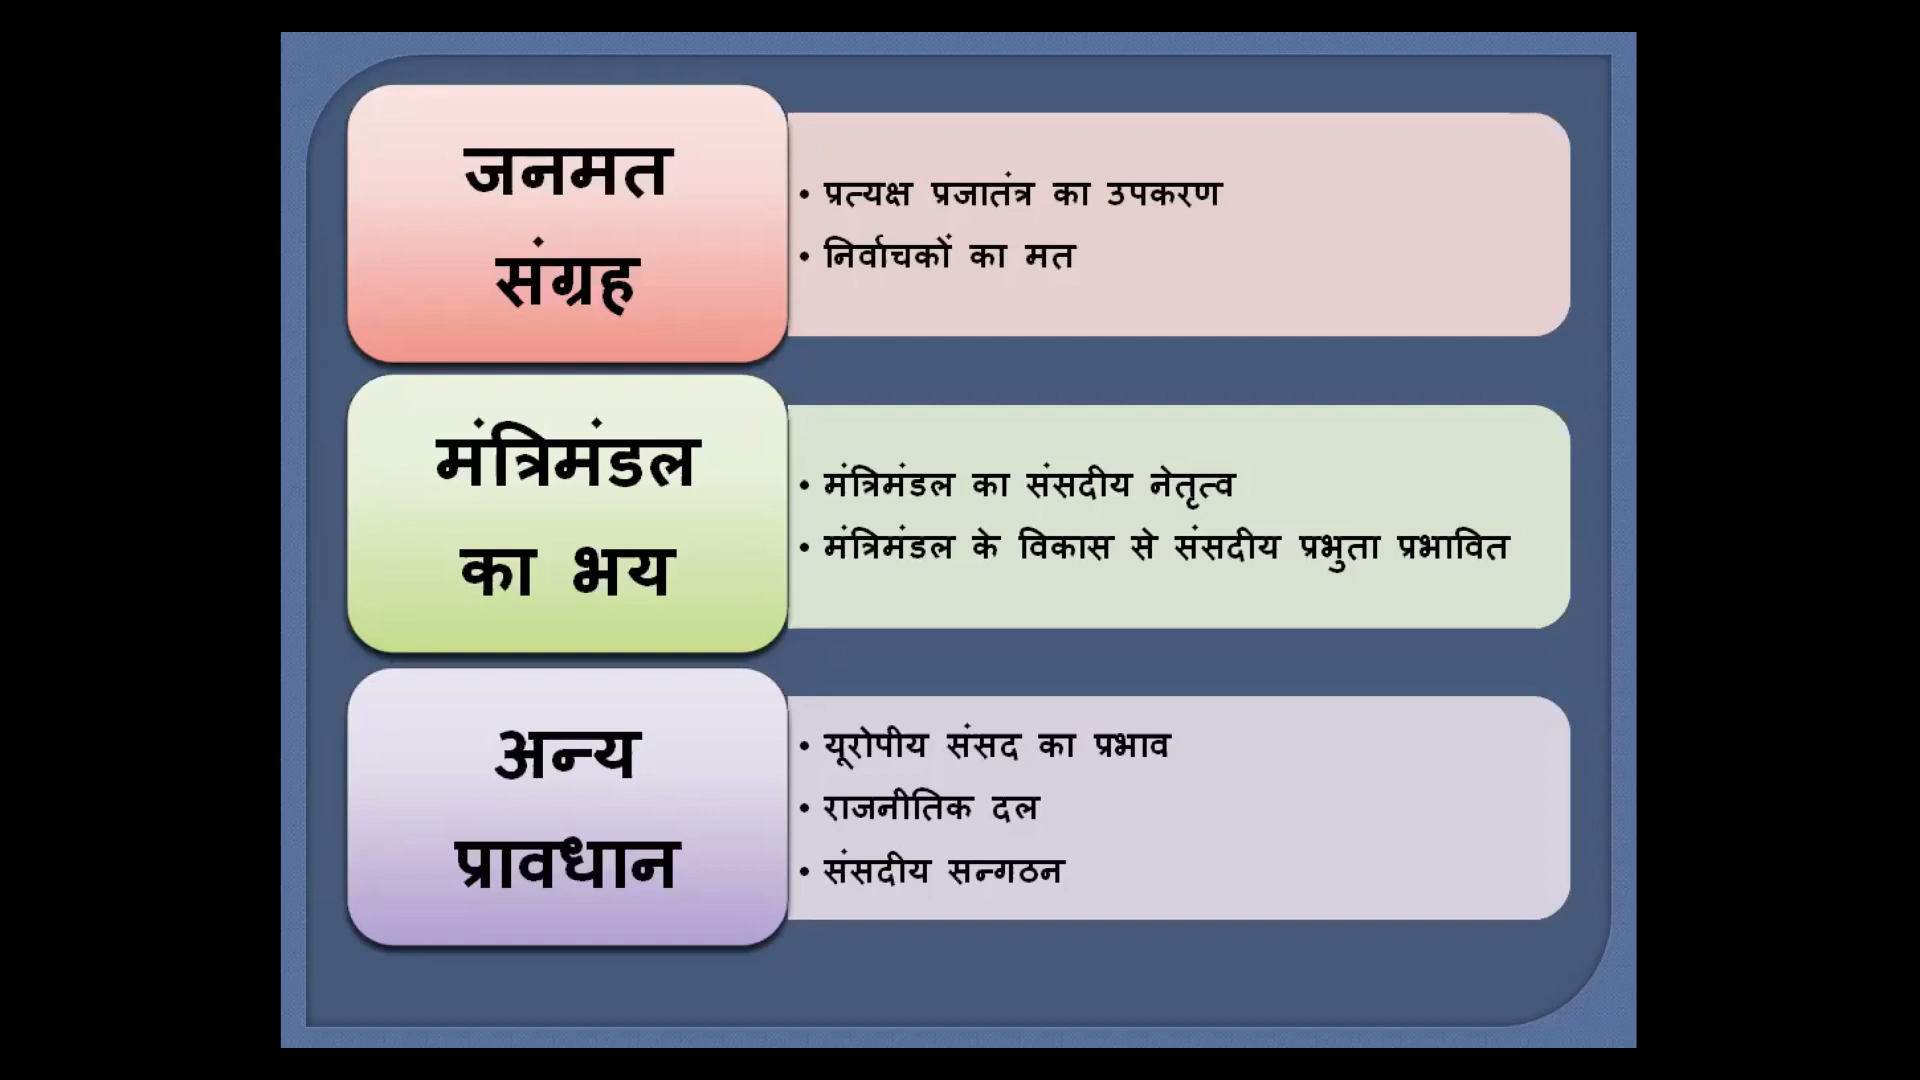 जनमत
संग्रह
• प्रत्यक्ष प्रजातंत्र का उपकरण
• निर्वाचकों का मत
मंत्रिमंडल
का भय
• मंत्रिमंडल का संसदीय नेतृत्व
• मंत्रिमंडल के विकास से संसदीय प्रभुता प्रभावित
अन्य
प्रावधान
• यूरोपीय संसद का प्रभाव
• राजनीतिक दल
• संसदीय सन्गठन